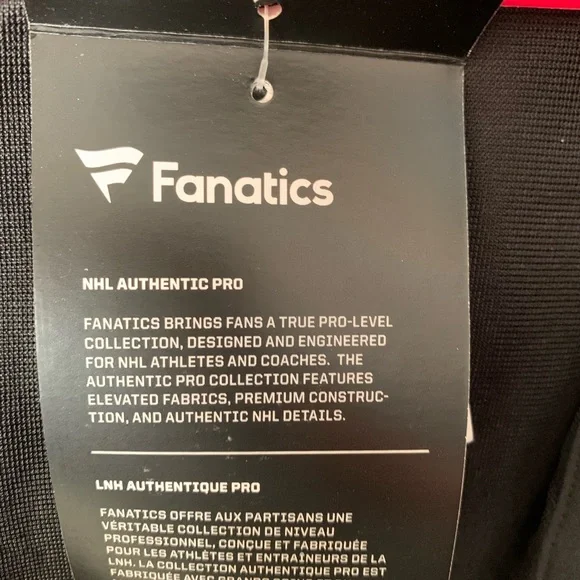 Fanatics
NHL AUTHENTIC PRO
FANATICS BRINGS FANS A TRUE PRO-LEVEL
COLLECTION, DESIGNED AND ENGINEERED
FOR NHL ATHLETES AND COACHES. THE
AUTHENTIC PRO COLLECTION FEATURES
ELEVATED FABRICS, PREMIUM CONSTRUC-
TION, AND AUTHENTIC NHL DETAILS.
LNH AUTHENTIQUE PRO
FANATICS OFFRE AUX PARTISANS UNE
VÉRITABLE COLLECTION DE NIVEAU
PROFESSIONNEL, CONÇUE ET FABRIQUÉE
POUR LES ATHLÈTES ET ENTRAÎNEURS DE LA
LNH. LA COLLECTION AUTHENTIQUE PRO EST
FABRIQUÉE AVEC